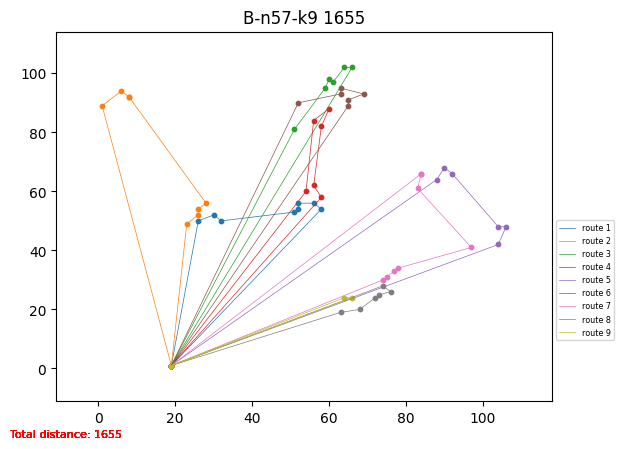 B-n57-k9 1655
100
80
60
40
20
0
0 20 40 60 80 100
route 1
route 2
route 3
route 4
route 5
route 6
route 7
route 8
route 9
Total distance: 1655